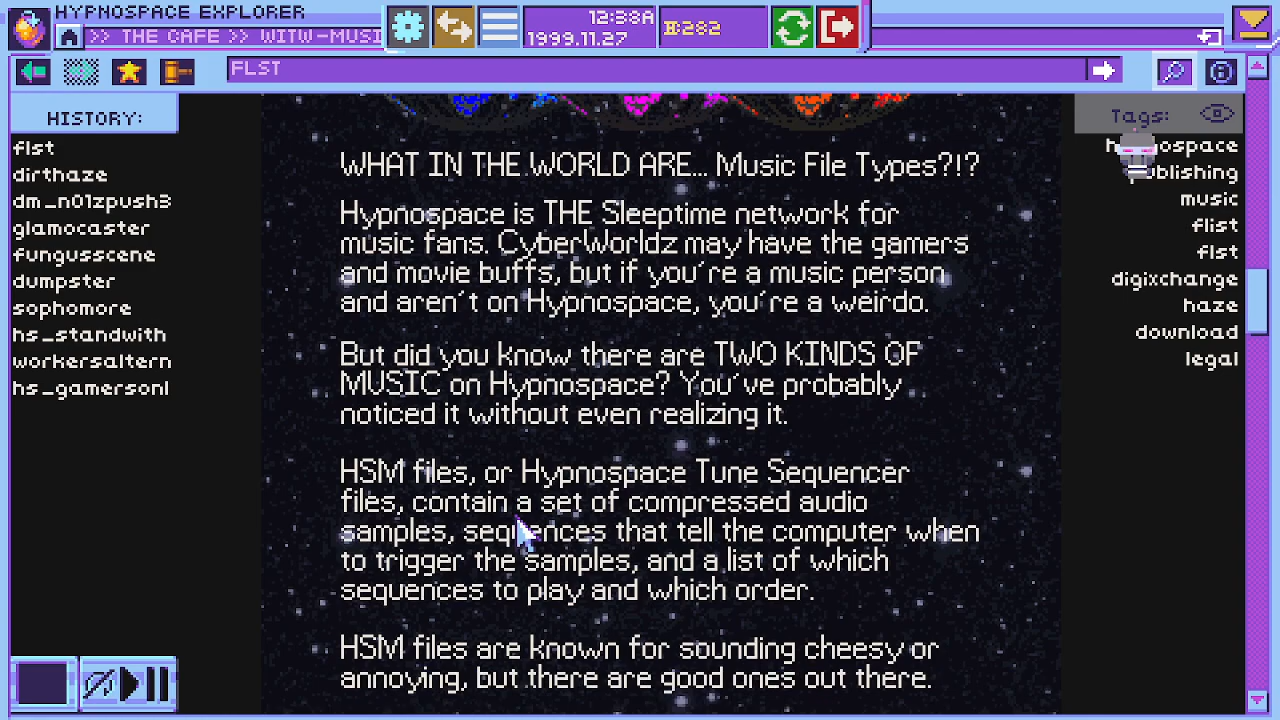 HYPNOSPACE EXPLORER
>> THE CAFE >> WITW-MUSI
12:38A
1999.11.27
282
FLST
HISTORY:
flst
dirthaze
dm_n01zpush3
glamocaster
fungusscene
dumpster
sophomore
hs_standwith
workersaltern
hs_gamersonl
WHAT IN THE WORLD ARE... Music File Types?!?
Hypnospace is THE Sleeptime network for
music fans. CyberWorldz may have the gamers
and movie buffs, but if you're a music person
and aren't on Hypnospace, you're a weirdo.
But did you know there are TWO KINDS OF
MUSIC on Hypnospace? You've probably
noticed it without even realizing it.
HSM files, or Hypnospace Tune Sequencer
files, contain a set of compressed audio
samples, sequences that tell the computer when
to trigger the samples, and a list of which
sequences to play and which order.
HSM files are known for sounding cheesy or
annoying, but there are good ones out there.
Tags:
music
flist
flst
digixchange
haze
download
legal